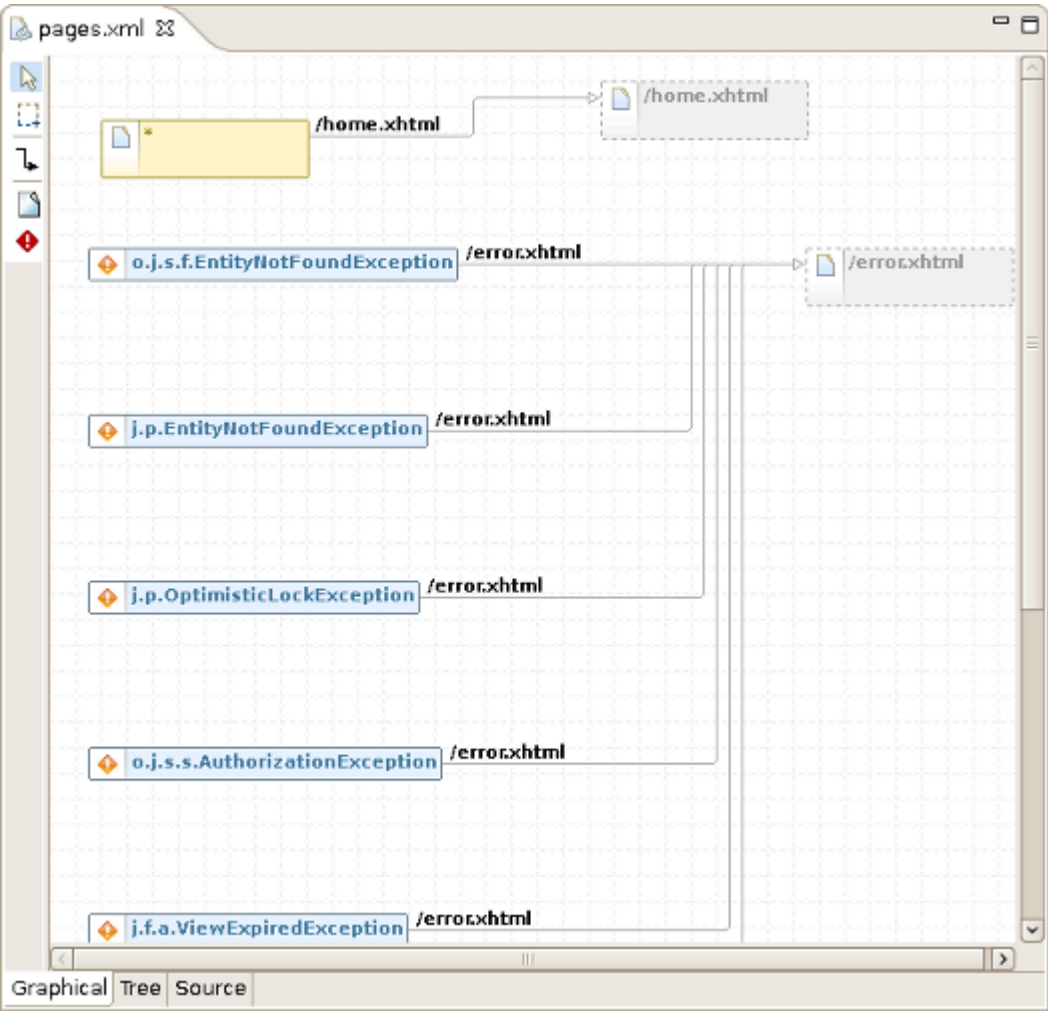 pages.xml
/home.xhtml
*
/home.xhtml
/error.xhtml
o.j.s.f.EntityNotFoundException
/error.xhtml
/error.xhtml
j.p.EntityNotFoundException
/error.xhtml
j.p.OptimisticLockException
/error.xhtml
o.j.s.s.AuthorizationException
/error.xhtml
j.f.a.ViewExpiredException
Graphical Tree Source